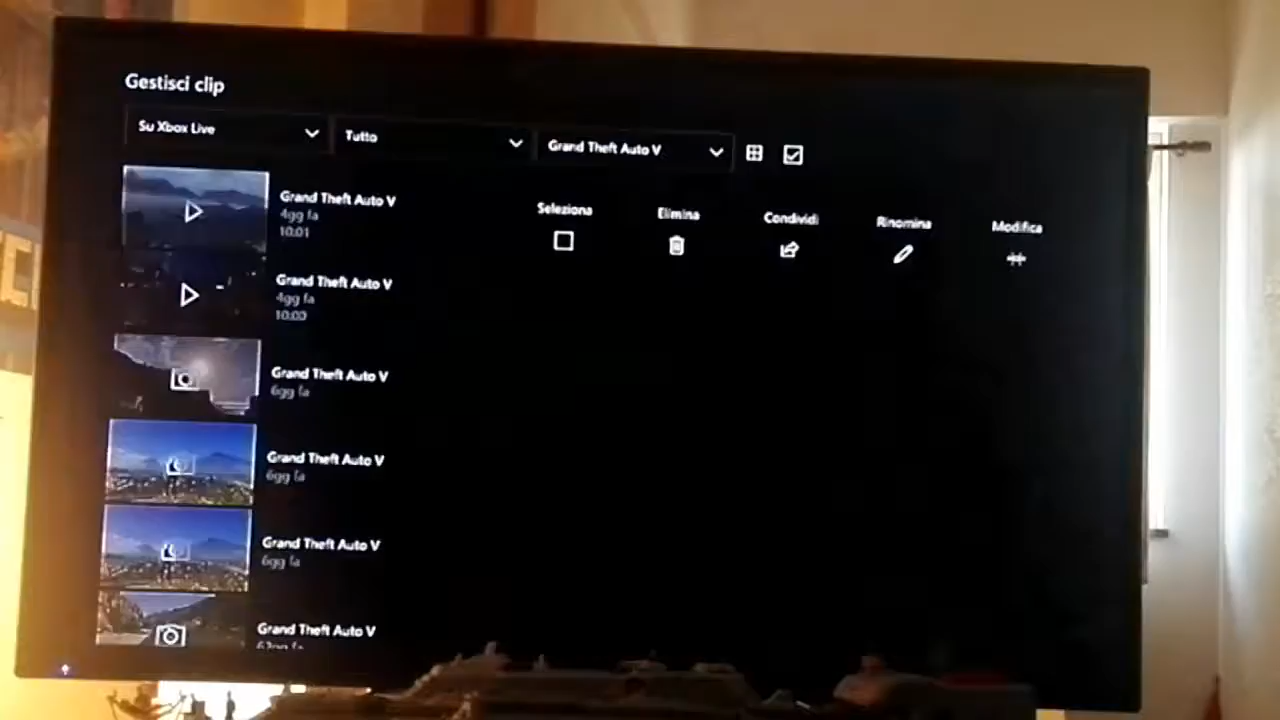 Gestisci clip
Su Xbox Live
Tutto
Grand Theft Auto V
Grand Theft Auto V
4gg fa
10:01
Seleziona
Elimina
Condividi
Rinomina
Modifica
Grand Theft Auto V
4gg fa
10:00
Grand Theft Auto V
6gg fa
Grand Theft Auto V
6gg fa
Grand Theft Auto V
6gg fa
Grand Theft Auto V